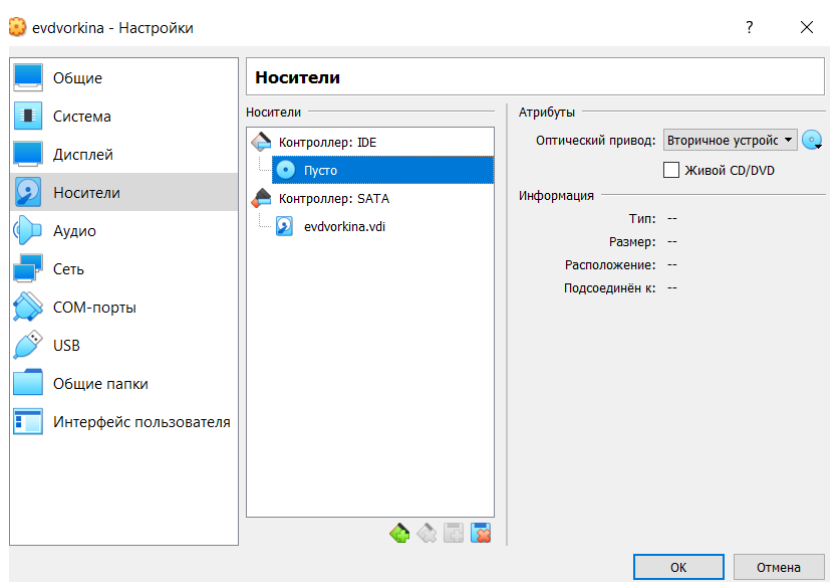 evdvorkina - Настройки
?
Общие
Система
Дисплей
Носители
Аудио
Сеть
COM-порты
USB
Общие папки
Интерфейс пользователя
Носители
Носители
Контроллер: IDE
Пусто
Контроллер: SATA
evdvorkina.vdi
Атрибуты
Оптический привод: Вторичное устройс
Живой CD/DVD
Информация
Тип: --
Размер: --
Расположение: --
Подсоединён к: --
OK
Отмена